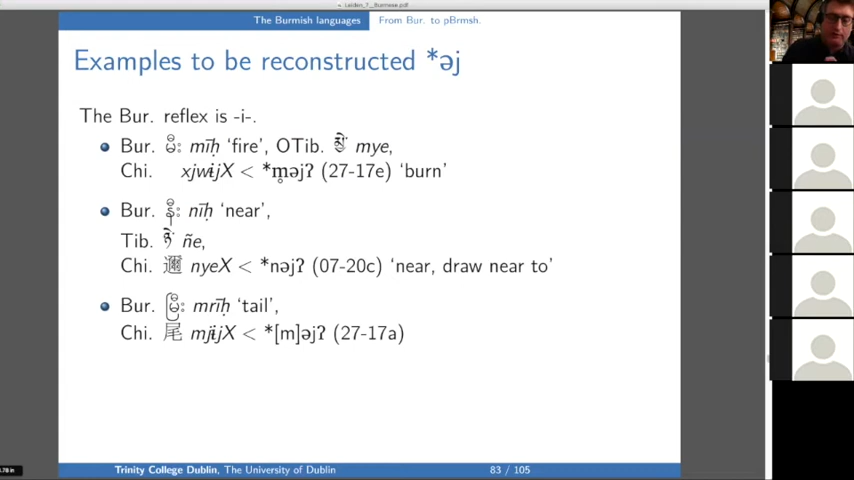 Leiden_7__Burmese.pdf
The Burmish languages From Bur. to pBrmsh.
Examples to be reconstructed *əj
The Bur. reflex is -i-.
Bur. မီး mīḥ ‘fire’, OTib. མྱེ mye,
Chi. xjwɨjX < *m̥əjʔ (27-17e) ‘burn’
Bur. နီး nīḥ ‘near’,
Tib. ཉེ ñe,
Chi. 邇 nyeX < *nəjʔ (07-20c) ‘near, draw near to’
Bur. မြီး mrīḥ ‘tail’,
Chi. 尾 mjɨjX < *[m]əjʔ (27-17a)
Trinity College Dublin, The University of Dublin 83 / 105